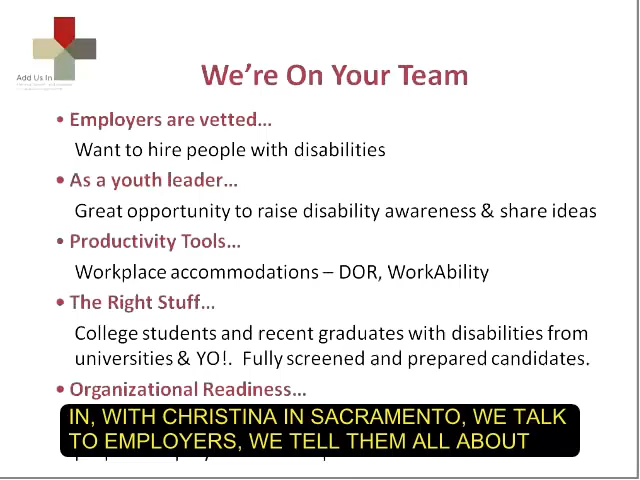 Add Us In
We're On Your Team
• Employers are vetted...
Want to hire people with disabilities
• As a youth leader...
Great opportunity to raise disability awareness & share ideas
• Productivity Tools...
Workplace accommodations – DOR, WorkAbility
• The Right Stuff...
College students and recent graduates with disabilities from
universities & YO!.  Fully screened and prepared candidates.
• Organizational Readiness...
IN, WITH CHRISTINA IN SACRAMENTO, WE TALK
TO EMPLOYERS, WE TELL THEM ALL ABOUT